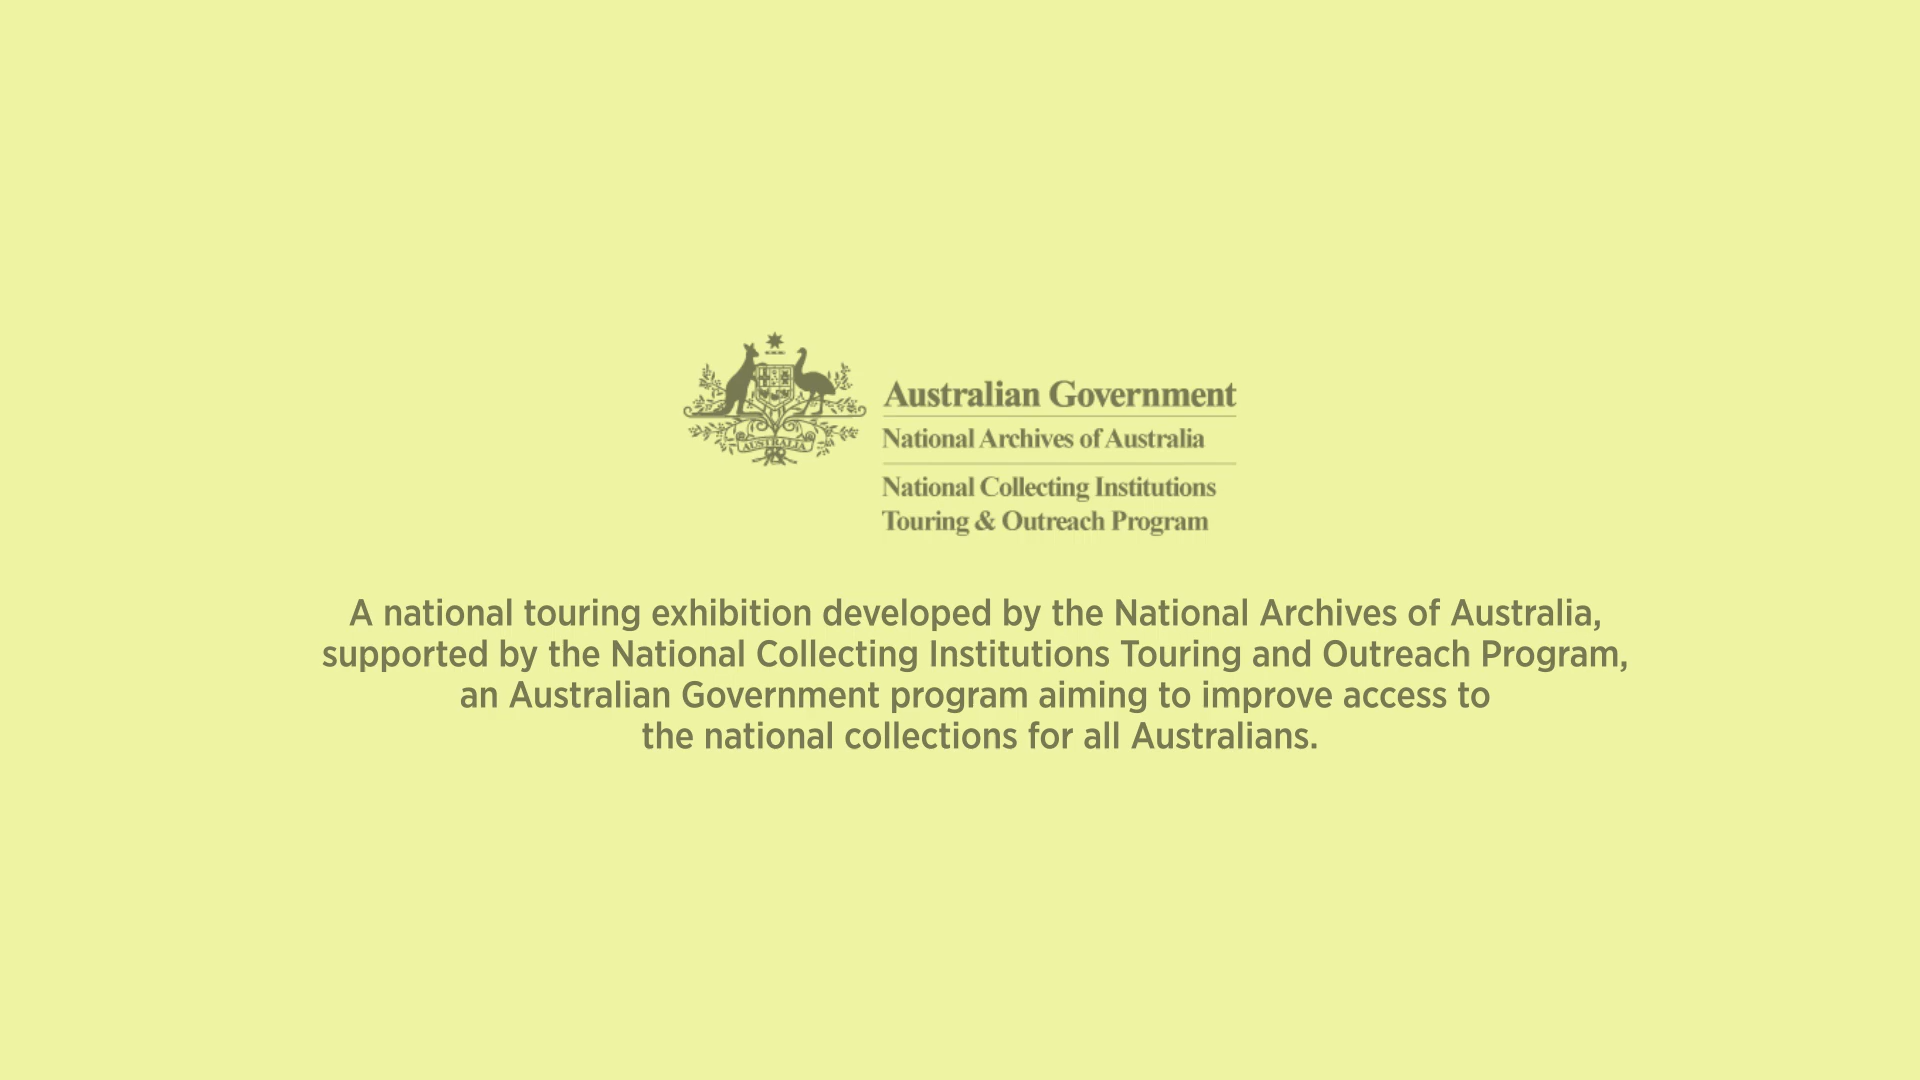 AUSTRALIA
Australian Government
National Archives of Australia
National Collecting Institutions
Touring & Outreach Program
A national touring exhibition developed by the National Archives of Australia,
supported by the National Collecting Institutions Touring and Outreach Program,
an Australian Government program aiming to improve access to
the national collections for all Australians.